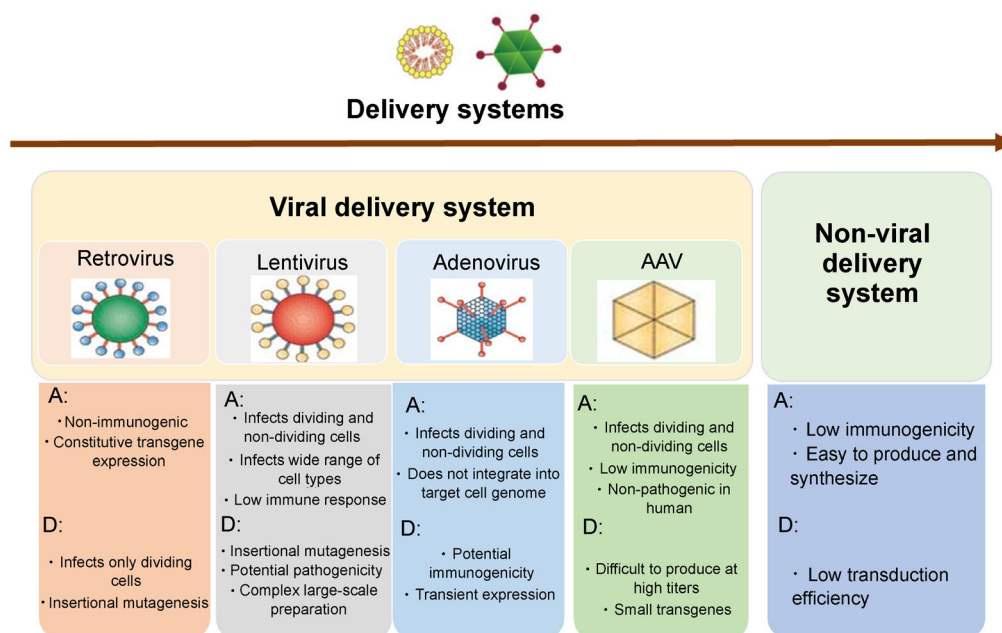 Delivery systems
Viral delivery system
Retrovirus
Lentivirus
Adenovirus
AAV
Non-viral
delivery
system
A:
· Non-immunogenic
· Constitutive transgene
expression
D:
· Infects only dividing
cells
· Insertional mutagenesis
A:
· Infects dividing and
non-dividing cells
· Infects wide range of
cell types
· Low immune response
D:
· Insertional mutagenesis
· Potential pathogenicity
· Complex large-scale
preparation
A:
· Infects dividing and
non-dividing cells
· Does not integrate into
target cell genome
D:
· Potential
immunogenicity
· Transient expression
A:
· Infects dividing and
non-dividing cells
· Low immunogenicity
· Non-pathogenic in
human
D:
· Difficult to produce at
high titers
· Small transgenes
A:
· Low immunogenicity
· Easy to produce and
synthesize
D:
· Low transduction
efficiency